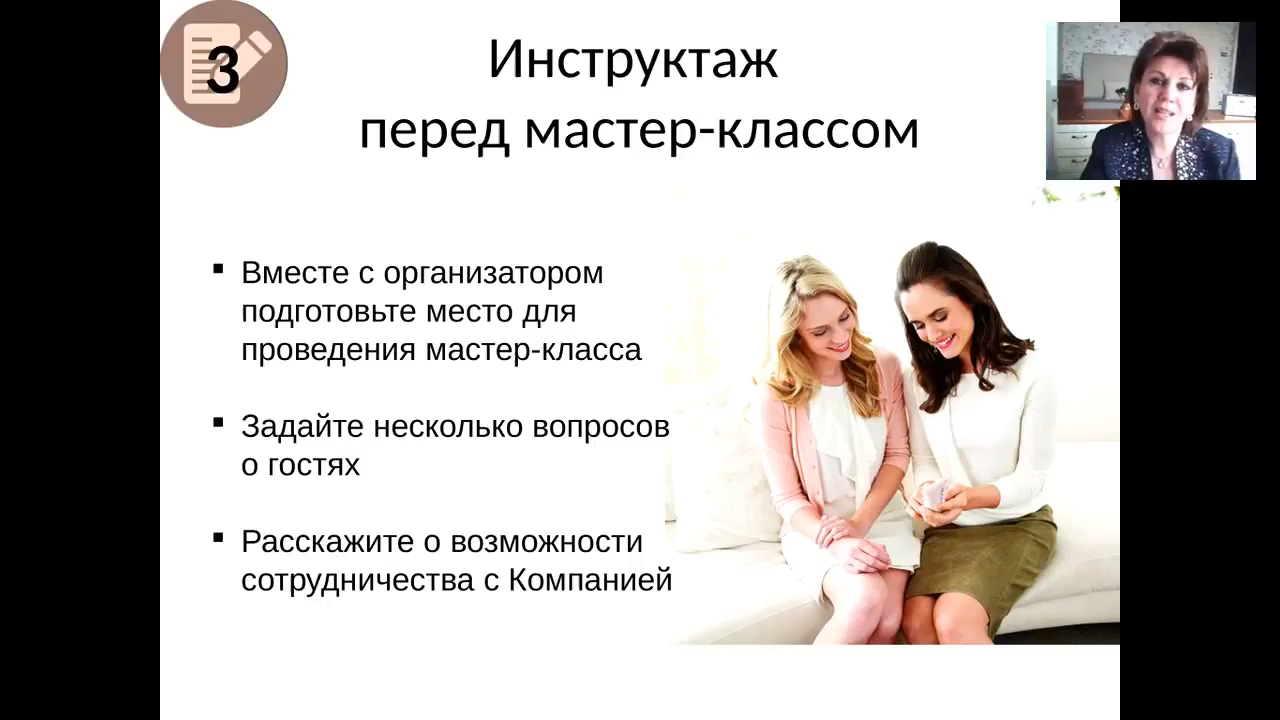 3
Инструктаж
перед мастер-классом
Вместе с организатором
подготовьте место для
проведения мастер-класса
Задайте несколько вопросов
о гостях
Расскажите о возможности
сотрудничества с Компанией